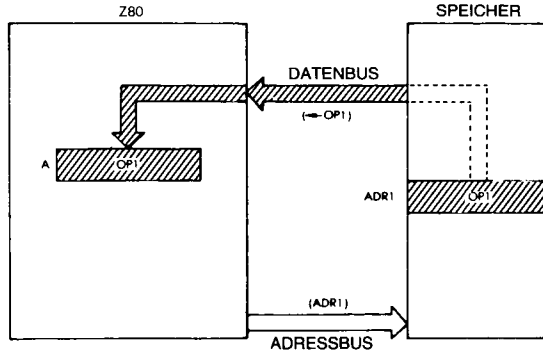 Z80
SPEICHER
DATENBUS
(← OP1)
A
OP1
ADR1
OP1
(ADR1)
ADRESSBUS